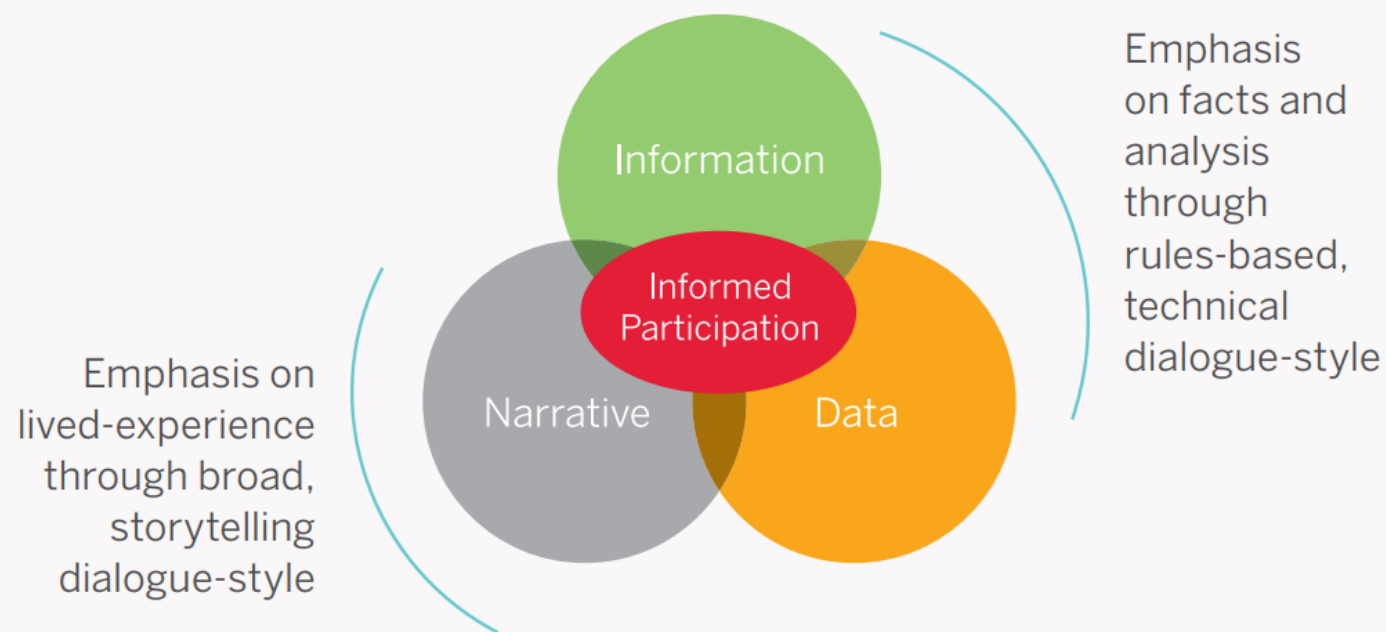 Information
Informed
Participation
Narrative
Data
Emphasis
on facts and
analysis
through
rules-based,
technical
dialogue-style
Emphasis on
lived-experience
through broad,
storytelling
dialogue-style